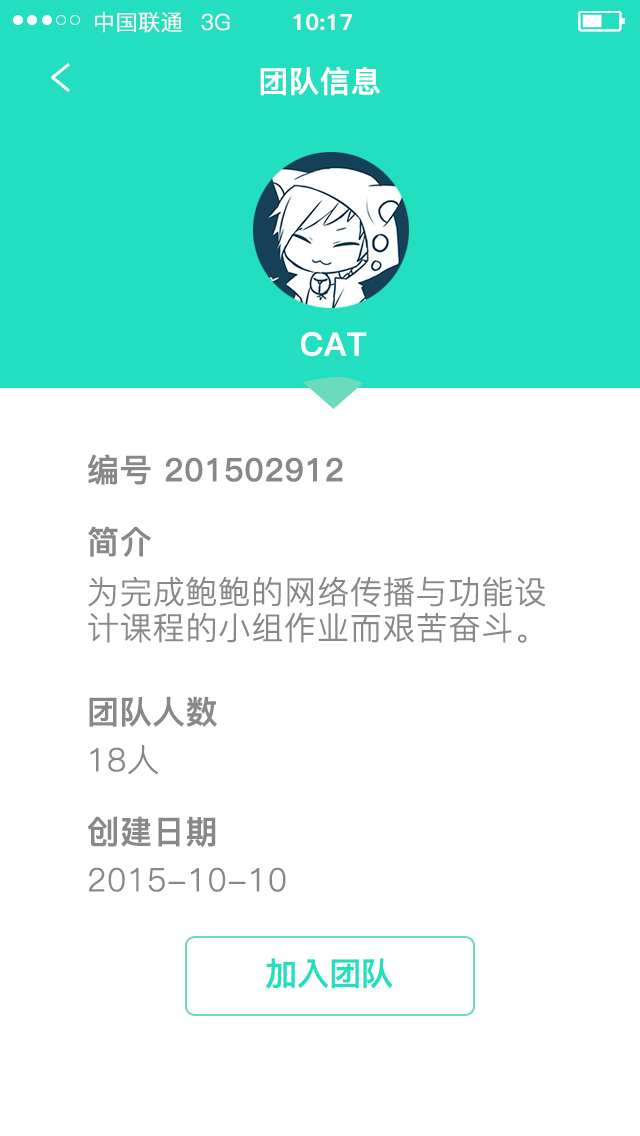 中国联通 3G 10:17
团队信息
CAT
编号 201502912
简介
为完成鲍鲍的网络传播与功能设
计课程的小组作业而艰苦奋斗。
团队人数
18人
创建日期
2015-10-10
加入团队